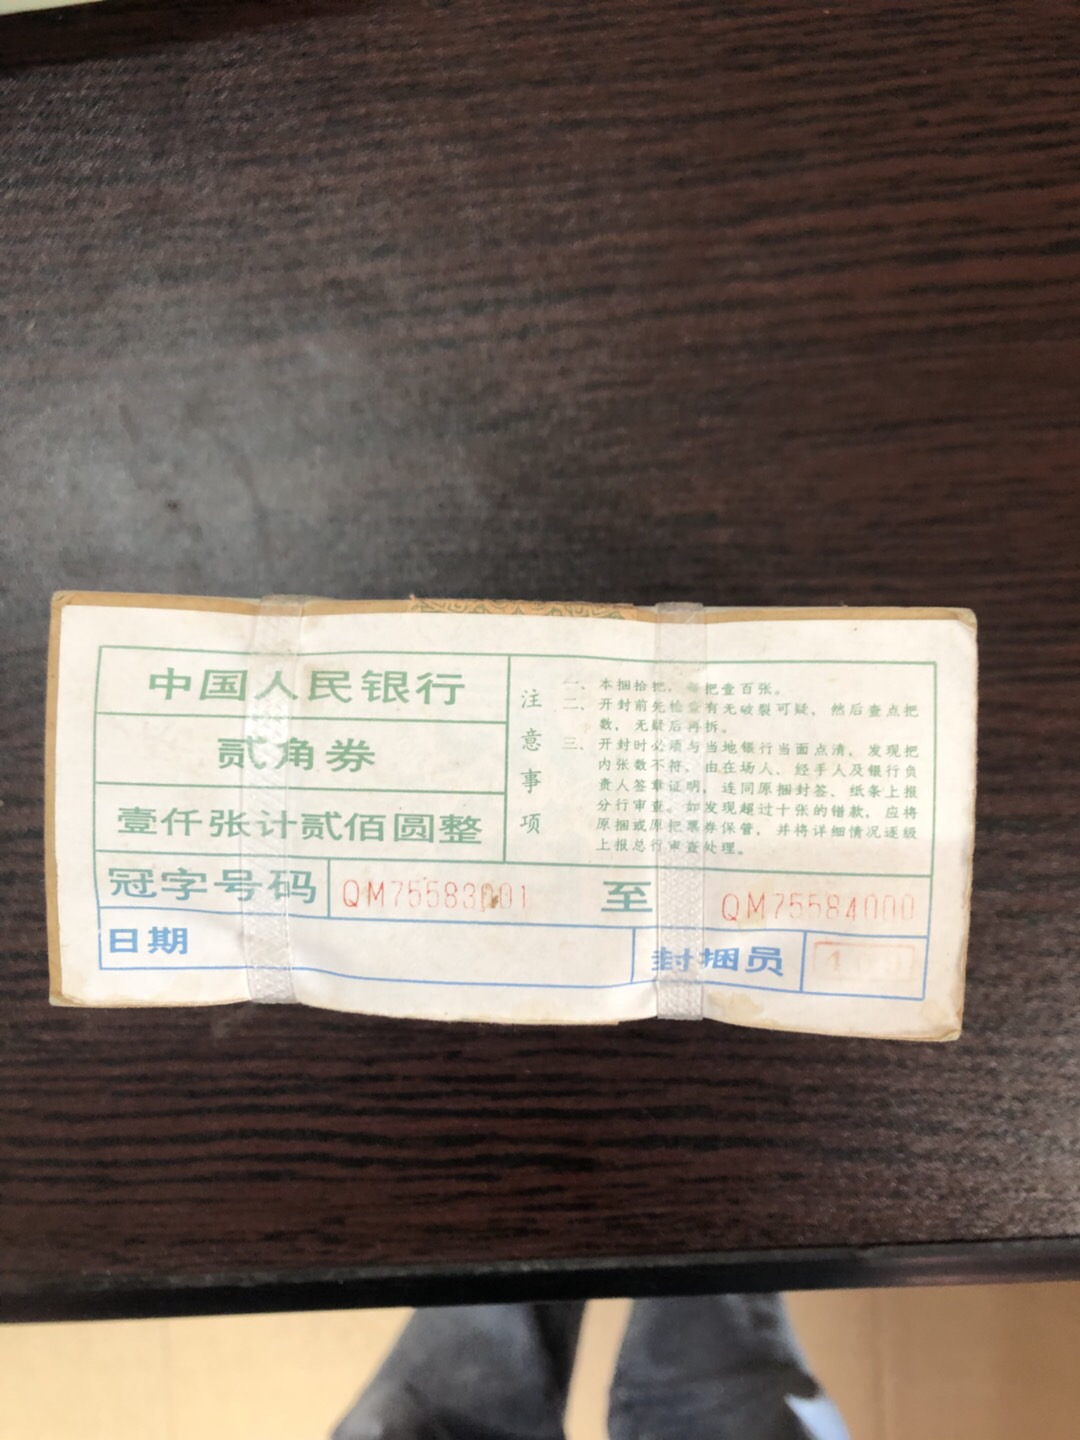 中国人民银行
贰角券
壹仟张计贰佰圆整
注意事项
一、本捆拾把，每把壹百张。
二、开封前先检查有无破裂可疑，然后查点把
数，无疑后再拆。
三、开封时必须与当地银行当面点清，发现把
内张数不符，由在场人、经手人及银行负
责人签章证明，连同原捆封签、纸条上报
分行审查。如发现超过十张的错款，应将
原捆或原把票券保管，并将详细情况逐级
上报总行审查处理。
冠字号码 QM75583001 至 QM75584000
日期
封捆员